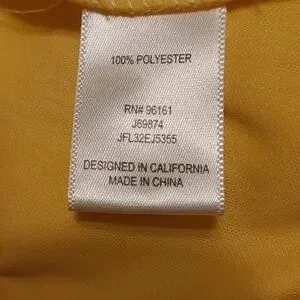 100% POLYESTER
RN# 96161
J69874
JFL32EJ5355
DESIGNED IN CALIFORNIA
MADE IN CHINA